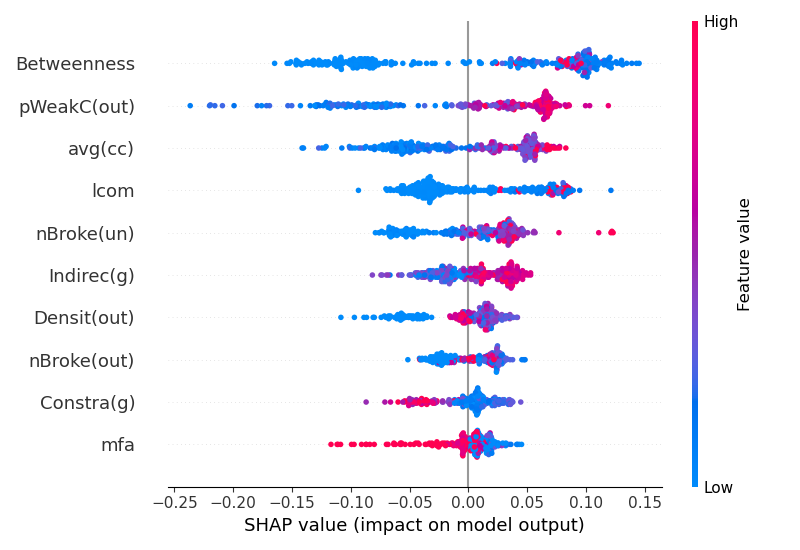 High
Betweenness
pWeakC(out)
avg(cc)
lcom
nBroke(un)
Indirec(g)
Densit(out)
nBroke(out)
Constra(g)
mfa
Feature value
Low
−0.25 −0.20 −0.15 −0.10 −0.05 0.00 0.05 0.10 0.15
SHAP value (impact on model output)